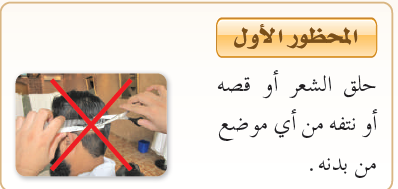 المحظور الأول
حلق الشعر أو قصه
أو نتفه من أي موضع
من بدنه.